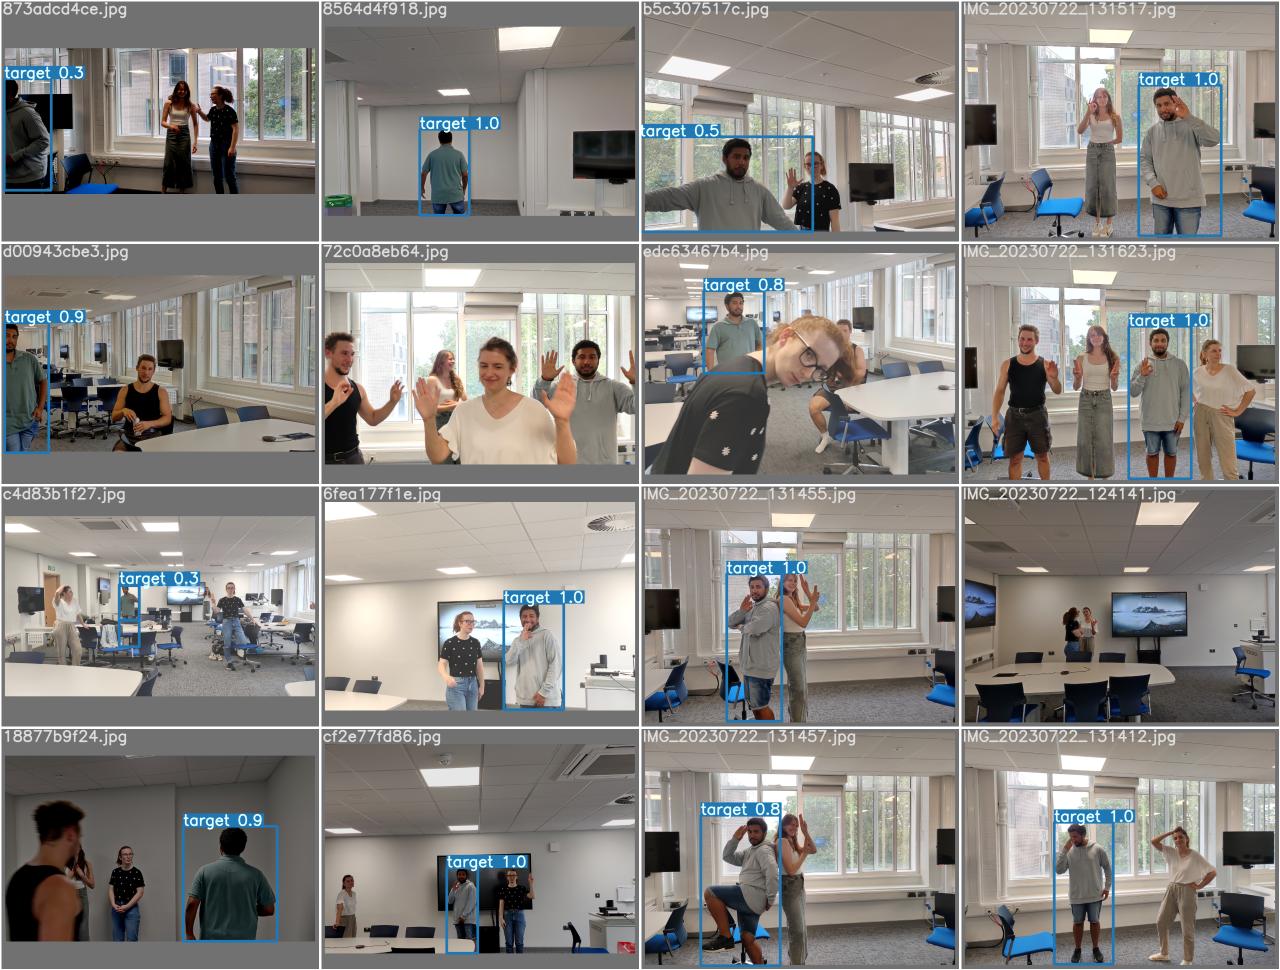 873adcd4ce.jpg
target 0.3
8564d4f918.jpg
target 1.0
b5c307517c.jpg
target 0.5
IMG_20230722_131517.jpg
target 1.0
d00943cbe3.jpg
target 0.9
72c0a8eb64.jpg
edc63467b4.jpg
target 0.8
IMG_20230722_131623.jpg
target 1.0
c4d83b1f27.jpg
target 0.3
6fea177f1e.jpg
target 1.0
IMG_20230722_131455.jpg
target 1.0
IMG_20230722_124141.jpg
18877b9f24.jpg
target 0.9
cf2e77fd86.jpg
target 1.0
IMG_20230722_131457.jpg
target 0.8
IMG_20230722_131412.jpg
target 1.0